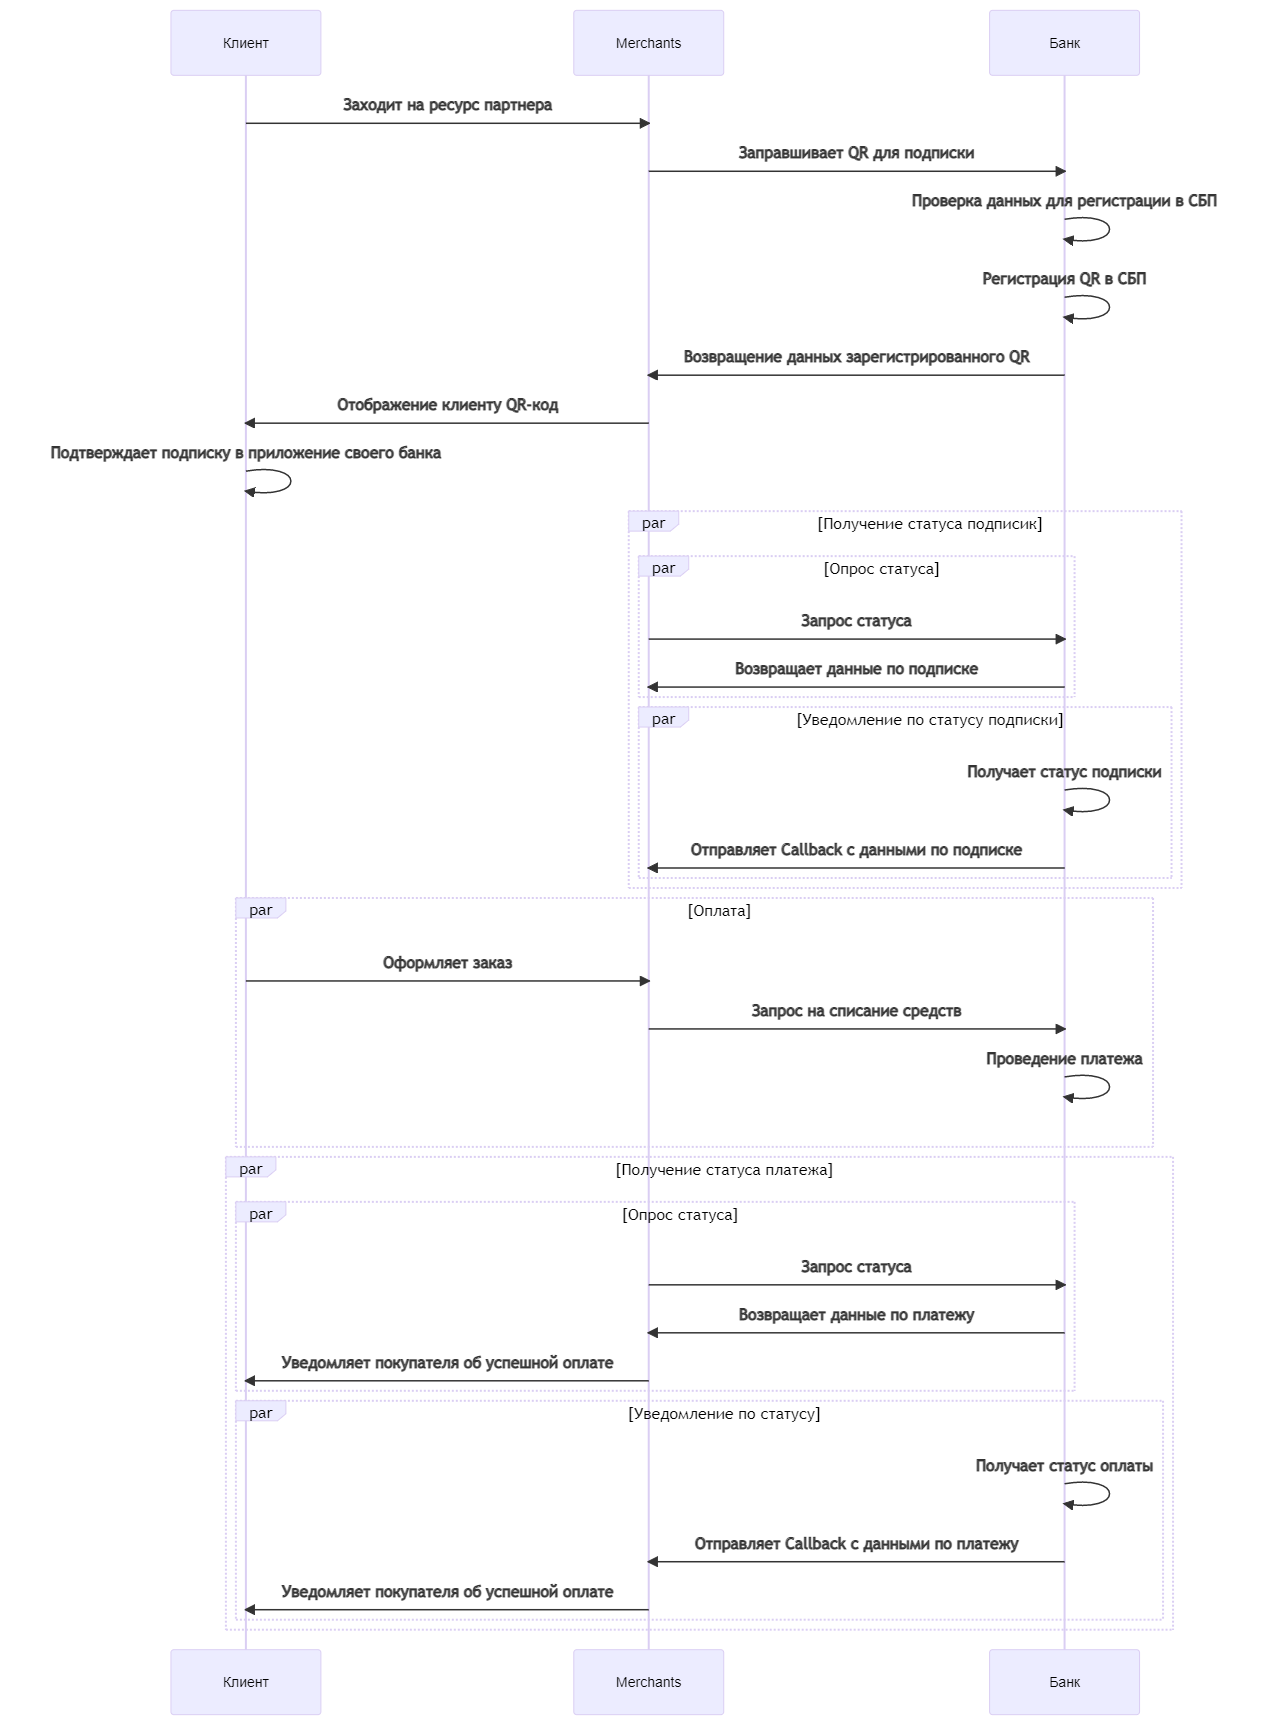 Клиент
Merchants
Банк
Заходит на ресурс партнера
Заправшивает QR для подписки
Проверка данных для регистрации в СБП
Регистрация QR в СБП
Возвращение данных зарегистрированного QR
Отображение клиенту QR-код
Подтверждает подписку в приложение своего банка
par
[Получение статуса подписик]
par
[Опрос статуса]
Запрос статуса
Возвращает данные по подписке
par
[Уведомление по статусу подписки]
Получает статус подписки
Отправляет Callback с данными по подписке
par
[Оплата]
Оформляет заказ
Запрос на списание средств
Проведение платежа
par
[Получение статуса платежа]
par
[Опрос статуса]
Запрос статуса
Возвращает данные по платежу
Уведомляет покупателя об успешной оплате
par
[Уведомление по статусу]
Получает статус оплаты
Отправляет Callback с данными по платежу
Уведомляет покупателя об успешной оплате
Клиент
Merchants
Банк